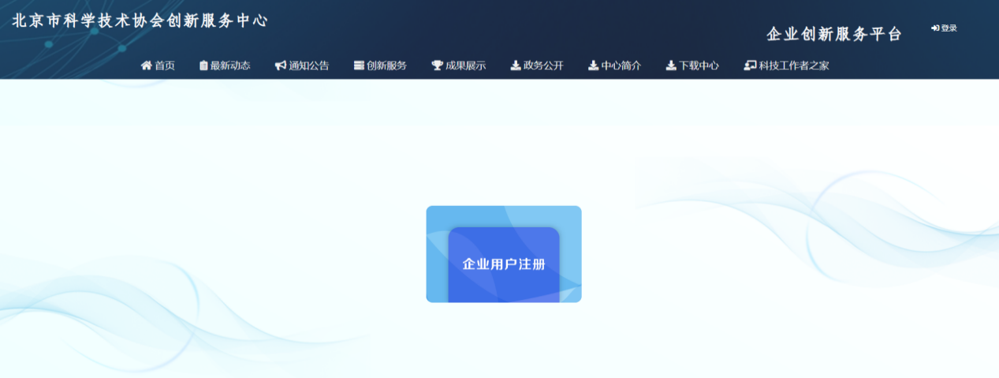 北京市科学技术协会创新服务中心
企业创新服务平台
登录
首页 最新动态 通知公告 创新服务 成果展示 政务公开 中心简介 下载中心 科技工作者之家
企业用户注册